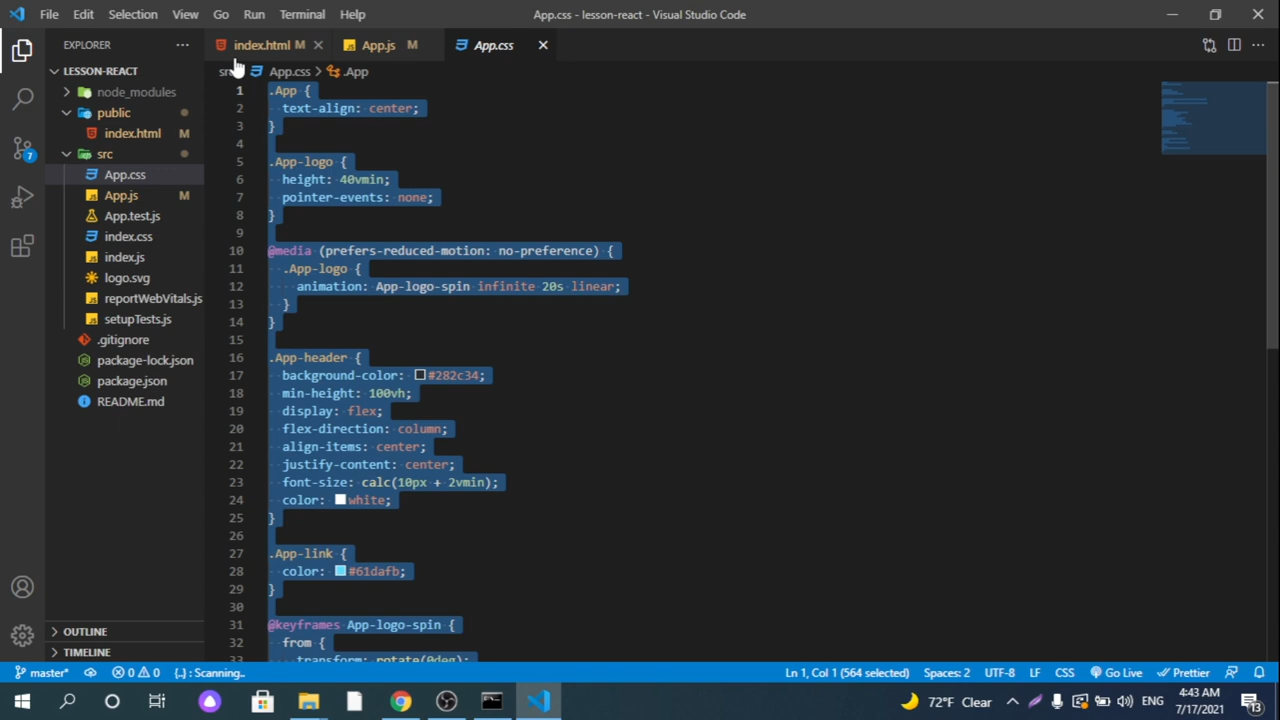 File Edit Selection View Go Run Terminal Help
App.css - lesson-react - Visual Studio Code
EXPLORER
index.html M
App.js M
App.css
App.css > .App
LESSON-REACT
node_modules
public
index.html M
src
App.css
App.js M
App.test.js
index.css
index.js
logo.svg
reportWebVitals.js
setupTests.js
.gitignore
package-lock.json
package.json
README.md
OUTLINE
TIMELINE
1 .App {
2 text-align: center;
3 }
4
5 .App-logo {
6 height: 40vmin;
7 pointer-events: none;
8 }
9
10 @media (prefers-reduced-motion: no-preference) {
11 .App-logo {
12 animation: App-logo-spin infinite 20s linear;
13 }
14 }
15
16 .App-header {
17 background-color: #282c34;
18 min-height: 100vh;
19 display: flex;
20 flex-direction: column;
21 align-items: center;
22 justify-content: center;
23 font-size: calc(10px + 2vmin);
24 color: white;
25 }
26
27 .App-link {
28 color: #61dafb;
29 }
30
31 @keyframes App-logo-spin {
32 from {
33 transform: rotate(0deg);
7
master* 0 0 {..} : Scanning..
Ln 1, Col 1 (564 selected) Spaces: 2 UTF-8 LF CSS Go Live Prettier
72°F Clear ENG
4:43 AM
7/17/2021
13